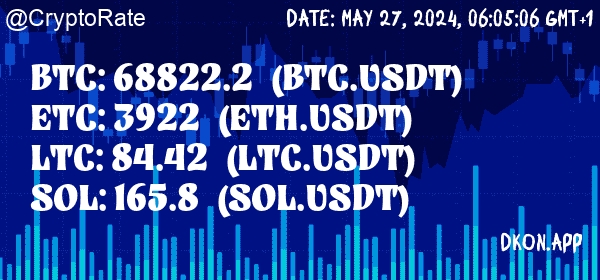 @CryptoRate
DATE: MAY 27, 2024, 06:05:06 GMT+1
BTC: 68822.2 (BTC.USDT)
ETC: 3922 (ETH.USDT)
LTC: 84.42 (LTC.USDT)
SOL: 165.8 (SOL.USDT)
DKON.APP